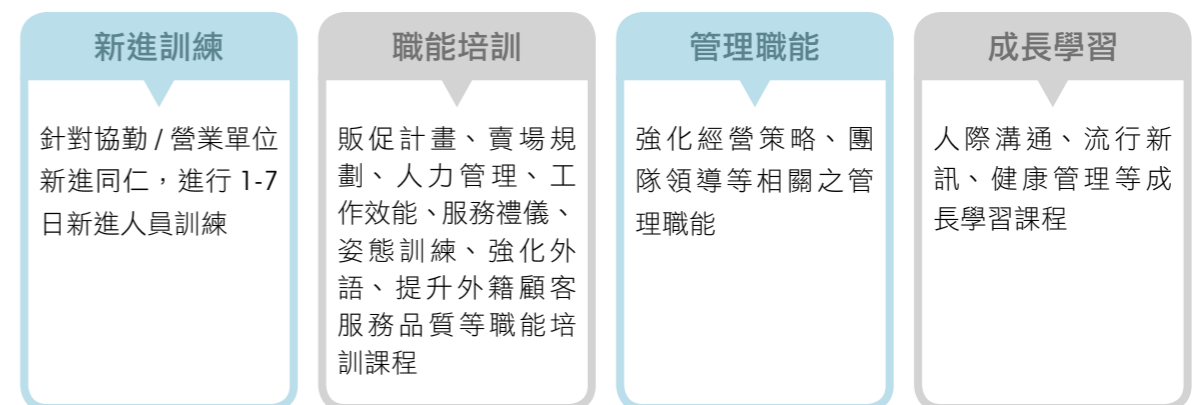 新進訓練
針對協勤 / 營業單位
新進同仁，進行 1-7
日新進人員訓練
職能培訓
販促計畫、賣場規
劃、人力管理、工
作效能、服務禮儀、
姿態訓練、強化外
語、提升外籍顧客
服務品質等職能培
訓課程
管理職能
強化經營策略、團
隊領導等相關之管
理職能
成長學習
人際溝通、流行新
訊、健康管理等成
長學習課程